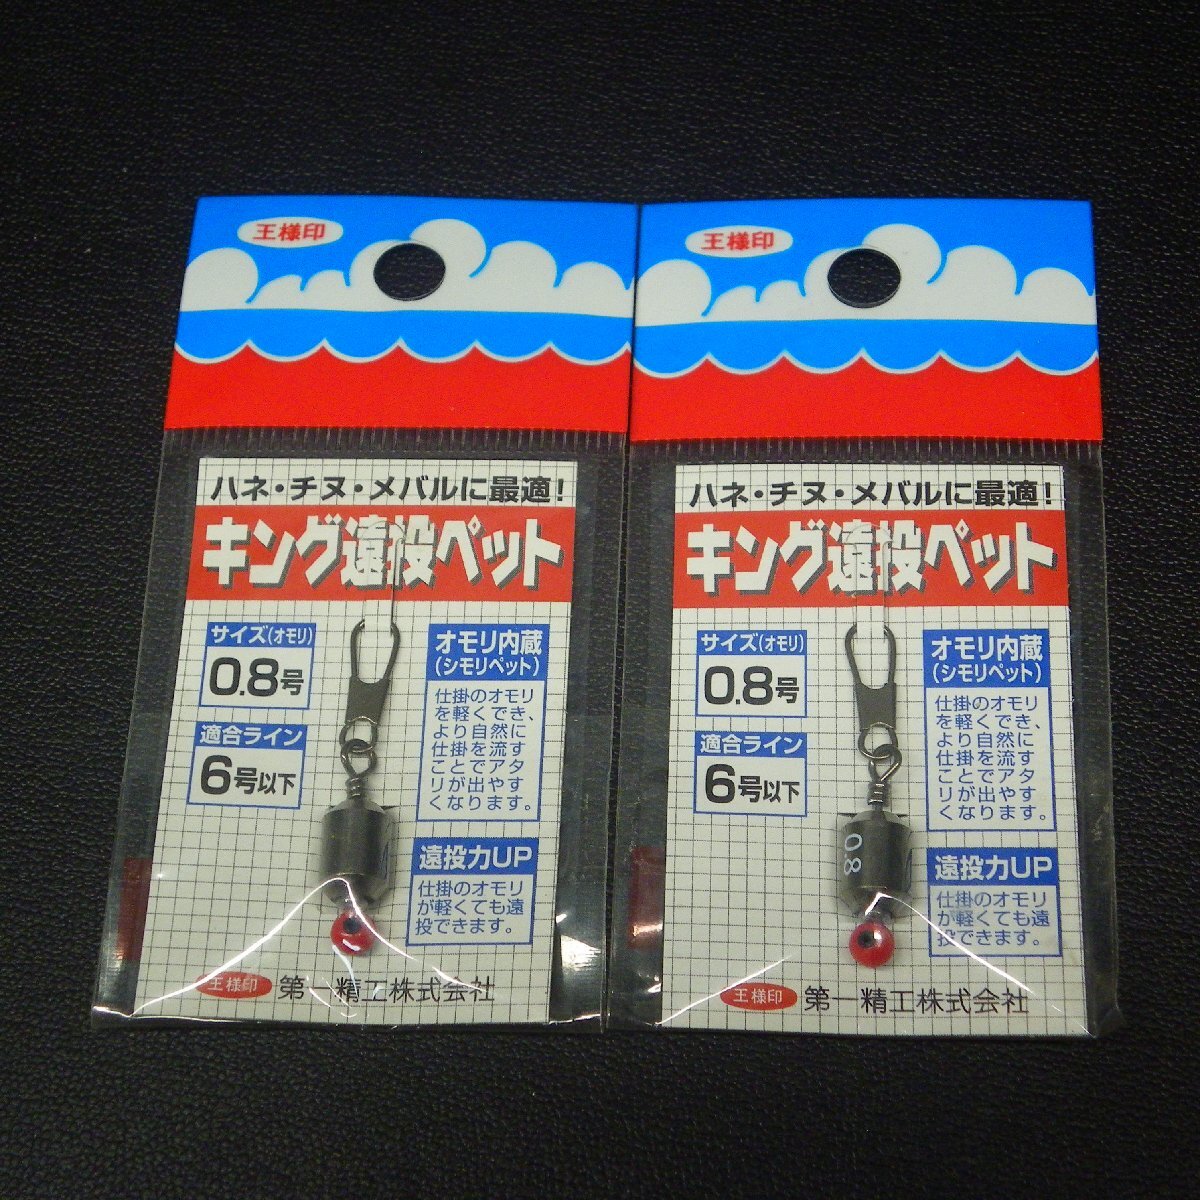 王様印
ハネ・チヌ・メバルに最適!
キング遠投ペット
サイズ(オモリ)
0.8号
適合ライン
6号以下
オモリ内蔵
(シモリペット)
仕掛のオモリ
を軽くでき、
より自然に
仕掛を流す
ことでアタ
リが出やす
くなります。
遠投力UP
仕掛のオモリ
が軽くても遠
投できます。
王様印 第一精工株式会社
王様印
ハネ・チヌ・メバルに最適!
キング遠投ペット
サイズ(オモリ)
0.8号
適合ライン
6号以下
オモリ内蔵
(シモリペット)
仕掛のオモリ
を軽くでき、
より自然に
仕掛を流す
ことでアタ
リが出やす
くなります。
08
遠投力UP
仕掛のオモリ
が軽くても遠
投できます。
王様印 第一精工株式会社